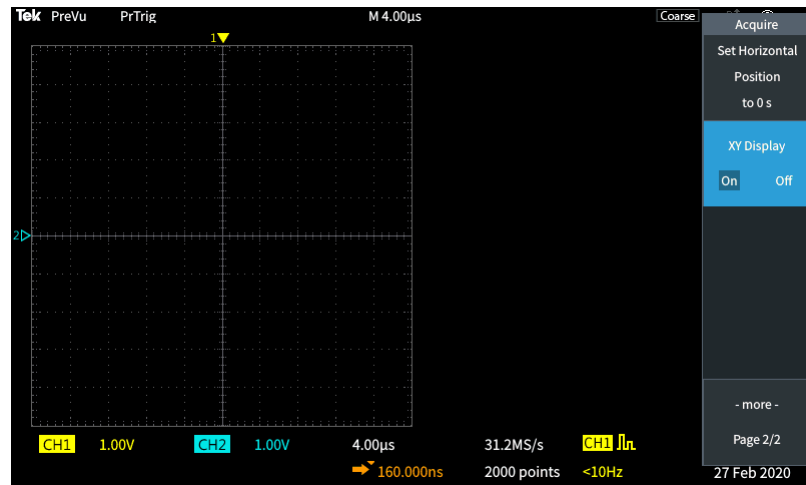 Tek PreVu PrTrig M 4.00µs Coarse
Acquire
1
Set Horizontal
Position
to 0 s
XY Display
On Off
2
- more -
Page 2/2
CH1 1.00V CH2 1.00V 4.00µs 31.2MS/s CH1
160.000ns 2000 points <10Hz
27 Feb 2020